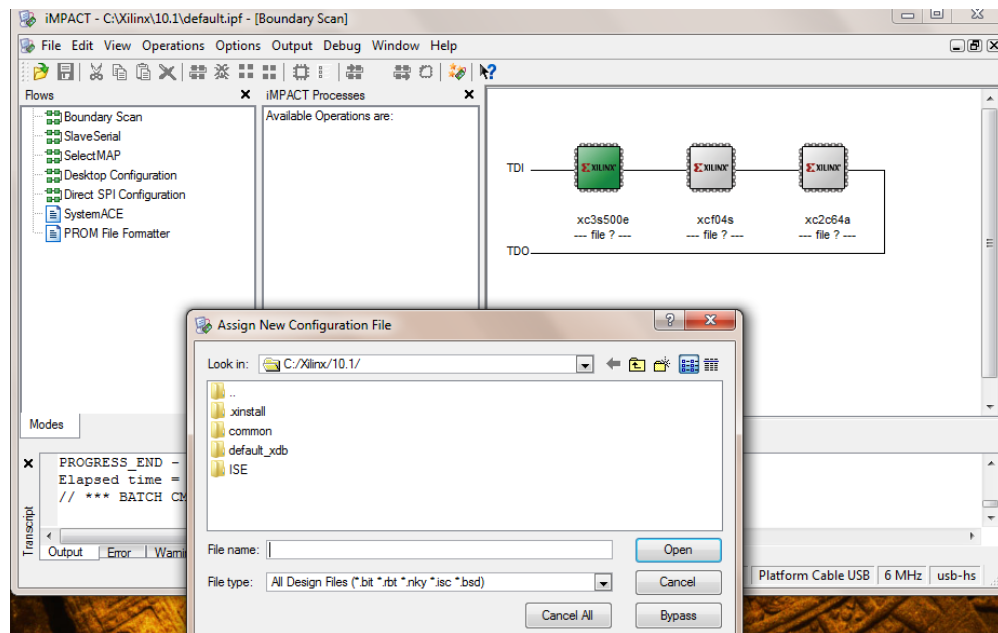 iMPACT - C:\Xilinx\10.1\default.ipf - [Boundary Scan]
File Edit View Operations Options Output Debug Window Help
Flows
iMPACT Processes
Boundary Scan
SlaveSerial
SelectMAP
Desktop Configuration
Direct SPI Configuration
SystemACE
PROM File Formatter
Modes
Available Operations are:
TDI
XILINX XILINX XILINX
xc3s500e xcf04s xc2c64a
--- file ? --- --- file ? --- --- file ? ---
TDO
Assign New Configuration File
Look in: C:/Xilinx/10.1/
..
.xinstall
common
default_xdb
ISE
File name: Open
File type: All Design Files (*.bit *.rbt *.nky *.isc *.bsd) Cancel
Cancel All Bypass
PROGRESS_END -
Elapsed time =
// *** BATCH
Transcript
Output Error
Platform Cable USB 6 MHz usb-hs